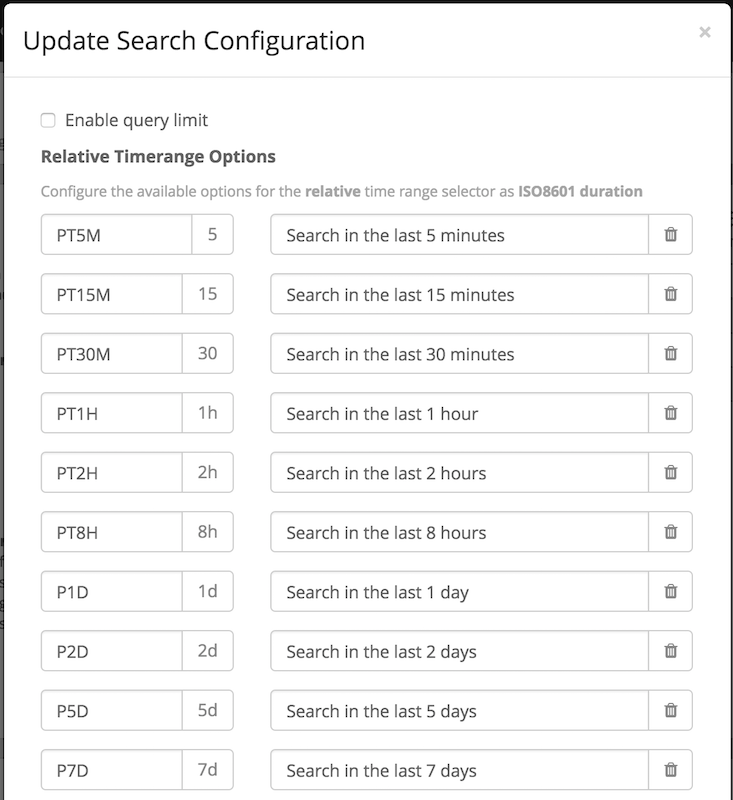 Update Search Configuration ×
Enable query limit
Relative Timerange Options
Configure the available options for the relative time range selector as ISO8601 duration
PT5M 5 Search in the last 5 minutes
PT15M 15 Search in the last 15 minutes
PT30M 30 Search in the last 30 minutes
PT1H 1h Search in the last 1 hour
PT2H 2h Search in the last 2 hours
PT8H 8h Search in the last 8 hours
P1D 1d Search in the last 1 day
P2D 2d Search in the last 2 days
P5D 5d Search in the last 5 days
P7D 7d Search in the last 7 days